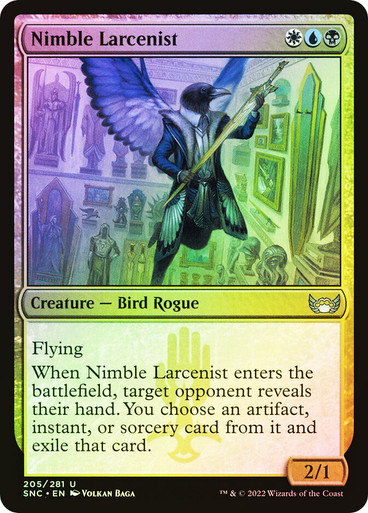 Nimble Larcenist
Creature — Bird Rogue
Flying
When Nimble Larcenist enters the
battlefield, target opponent reveals
their hand. You choose an artifact,
instant, or sorcery card from it and
exile that card.
2/1
205/281 U
SNC • EN Volkan Baga
™ & © 2022 Wizards of the Coast